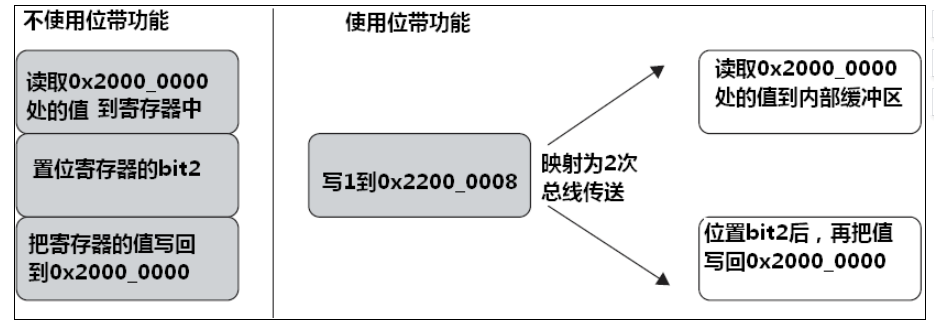 不使用位带功能
读取0x2000_0000
处的值 到寄存器中
置位寄存器的bit2
把寄存器的值写回
到0x2000_0000
使用位带功能
写1到0x2200_0008
映射为2次
总线传送
读取0x2000_0000
处的值到内部缓冲区
位置bit2后，再把值
写回0x2000_0000